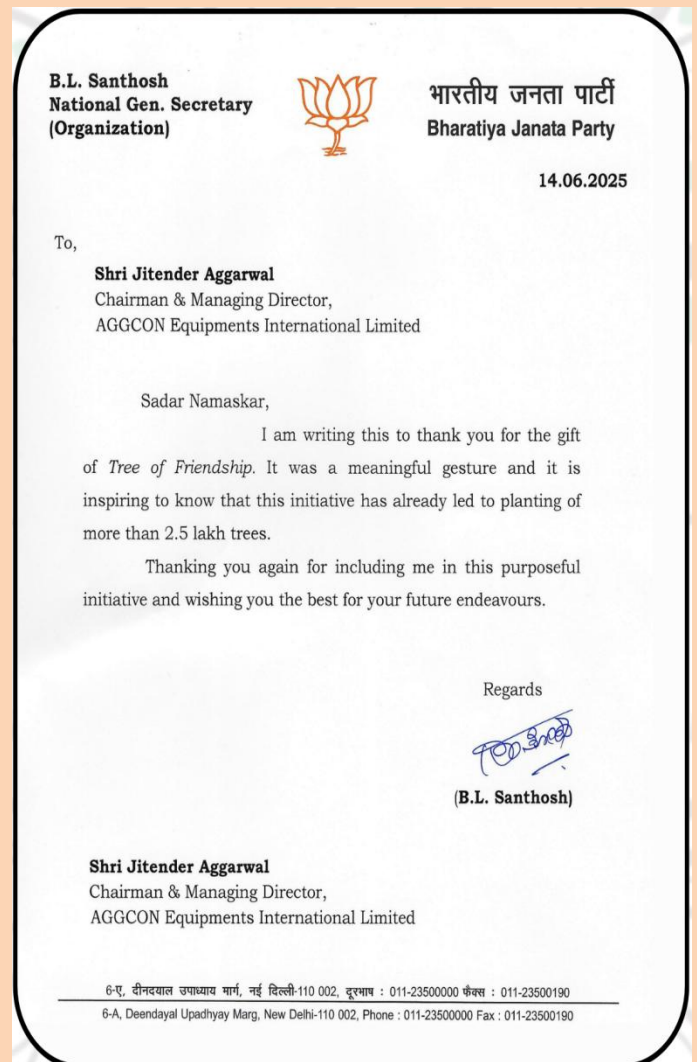 B.L. Santhosh
National Gen. Secretary
(Organization)
भारतीय जनता पार्टी
Bharatiya Janata Party
14.06.2025
To,
Shri Jitender Aggarwal
Chairman & Managing Director,
AGGCON Equipments International Limited
Sadar Namaskar,
I am writing this to thank you for the gift
of Tree of Friendship. It was a meaningful gesture and it is
inspiring to know that this initiative has already led to planting of
more than 2.5 lakh trees.
Thanking you again for including me in this purposeful
initiative and wishing you the best for your future endeavours.
Regards
(B.L. Santhosh)
Shri Jitender Aggarwal
Chairman & Managing Director,
AGGCON Equipments International Limited
6-ए, दीनदयाल उपाध्याय मार्ग, नई दिल्ली-110 002, दूरभाष : 011-23500000 फैक्स : 011-23500190
6-A, Deendayal Upadhyay Marg, New Delhi-110 002, Phone : 011-23500000 Fax : 011-23500190